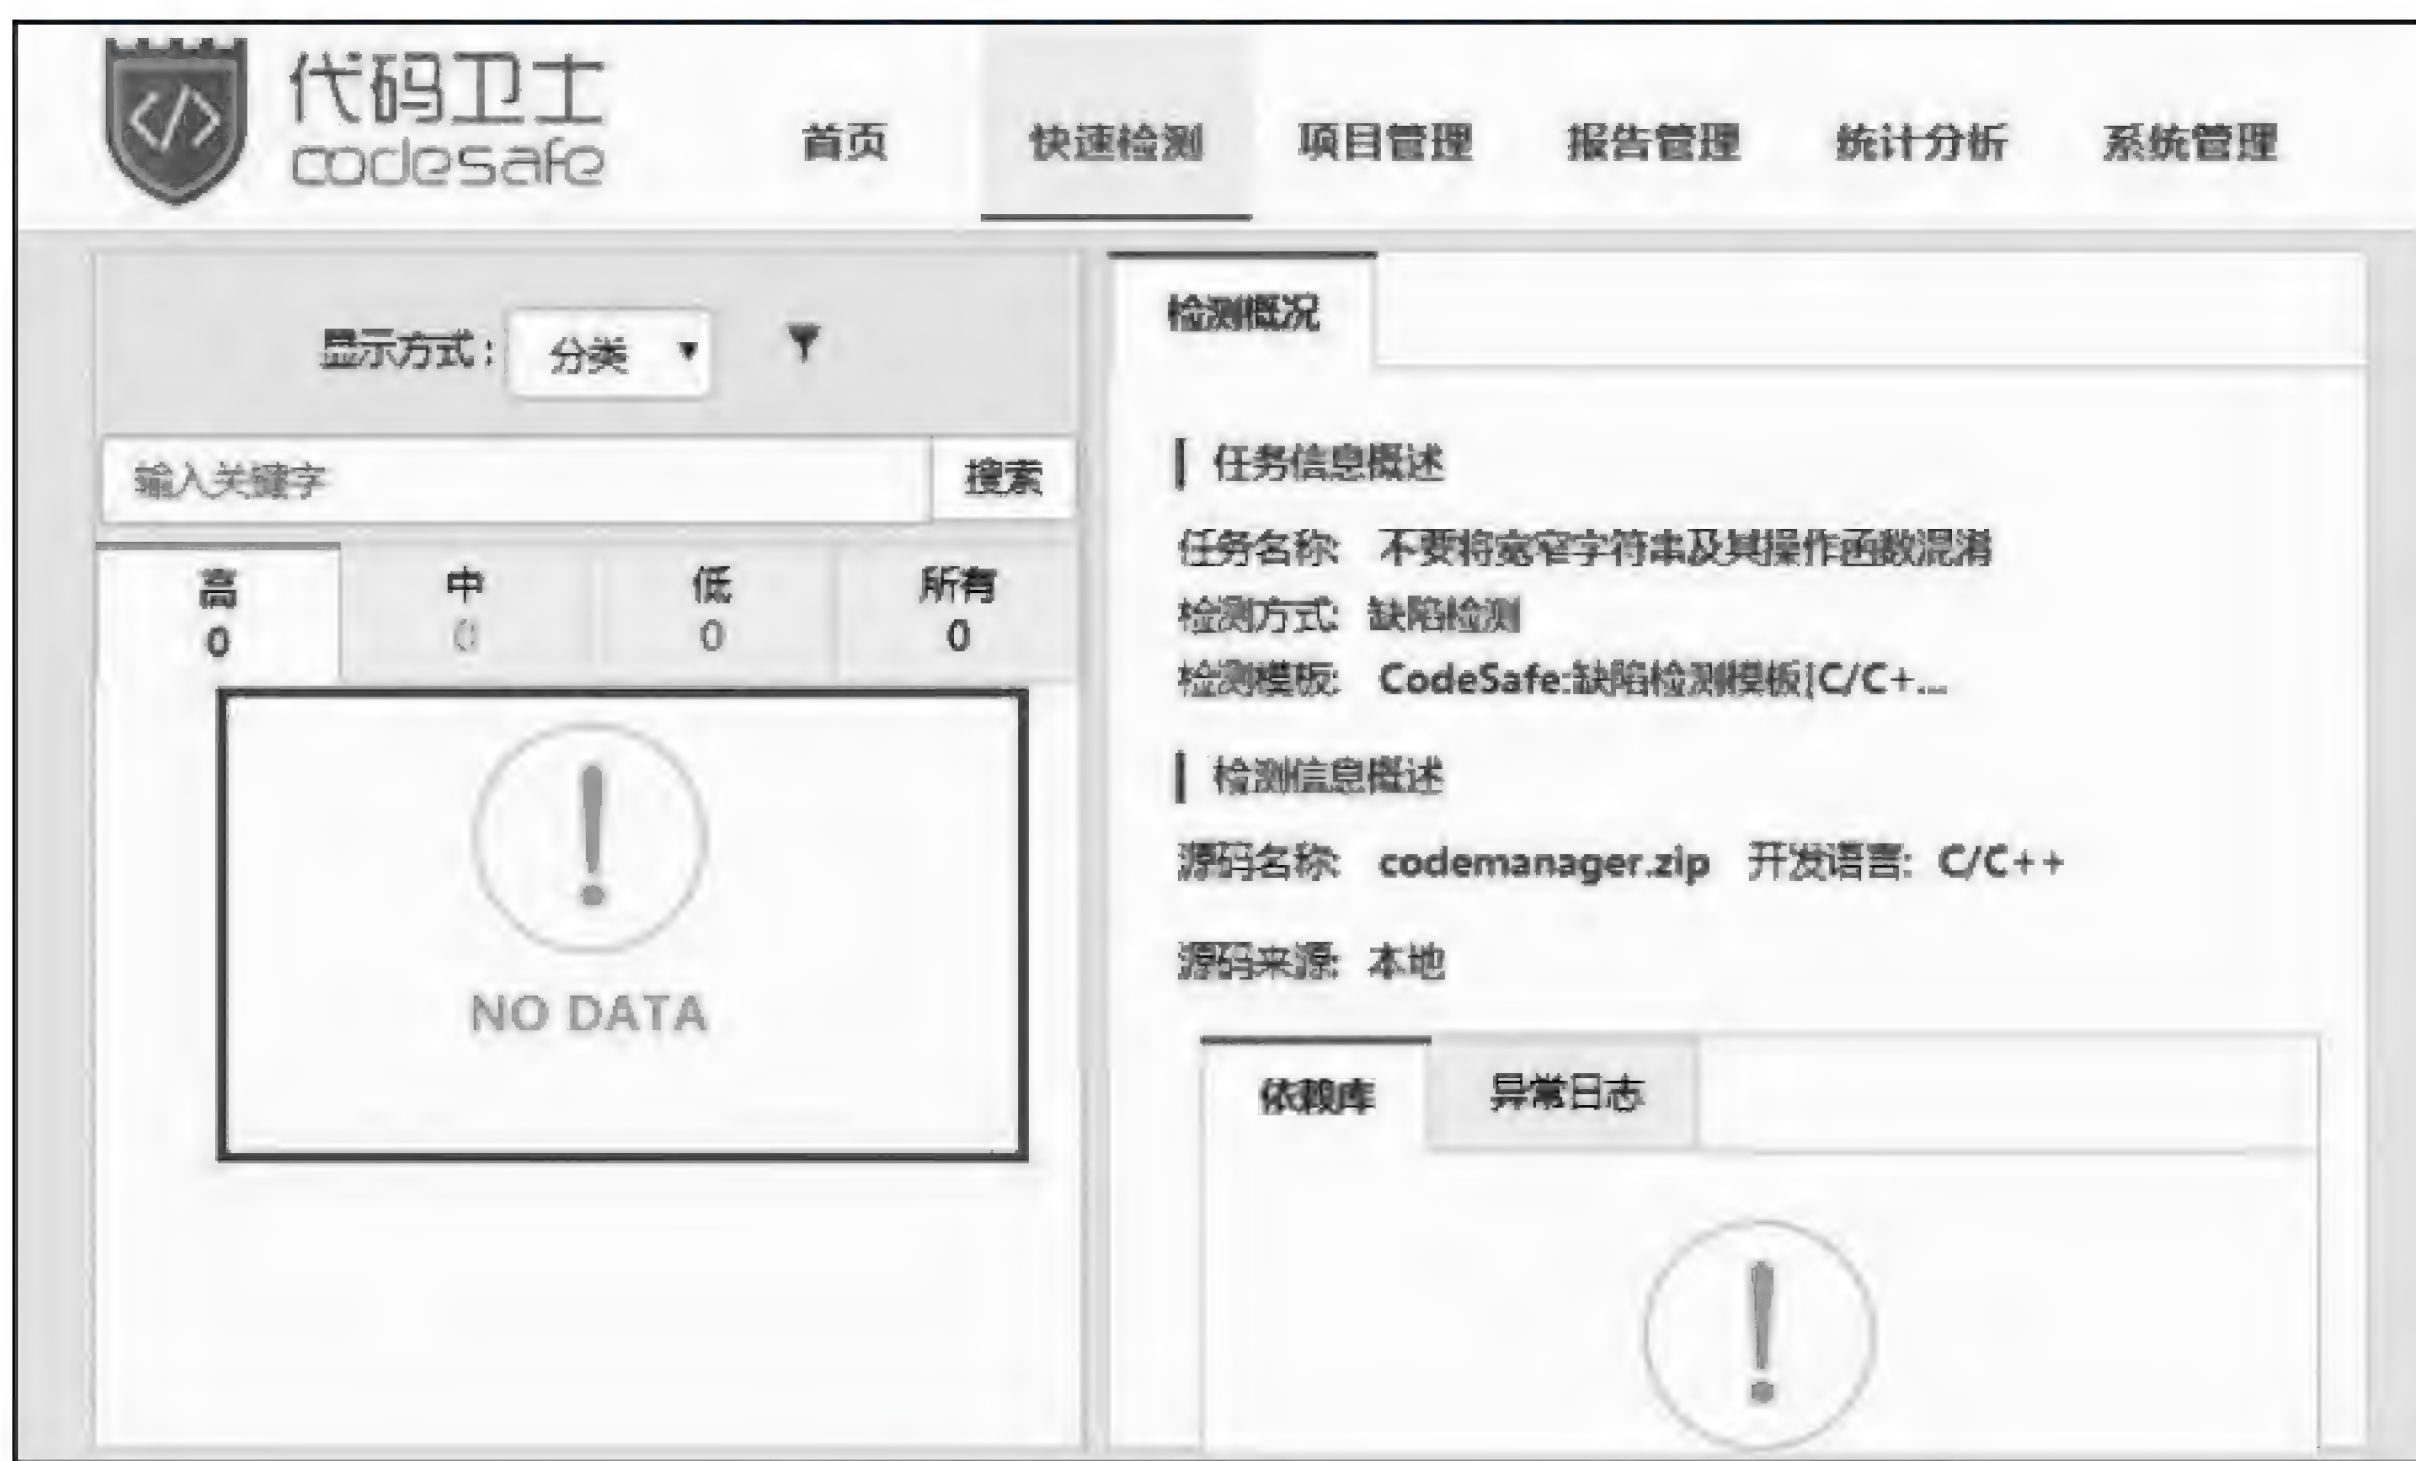 代码卫士
codesafe
首页 快速检测 项目管理 报告管理 统计分析 系统管理
显示方式： 分类
输入关键字 搜索
高 中 低 所有
0 0 0 0
NO DATA
检测概况
任务信息概述
任务名称: 不要将宽窄字符串及其操作函数混淆
检测方式: 缺陷检测
检测模板: CodeSafe:缺陷检测模板[C/C+...
检测信息概述
源码名称: codemanager.zip 开发语言: C/C++
源码来源: 本地
依赖库 异常日志